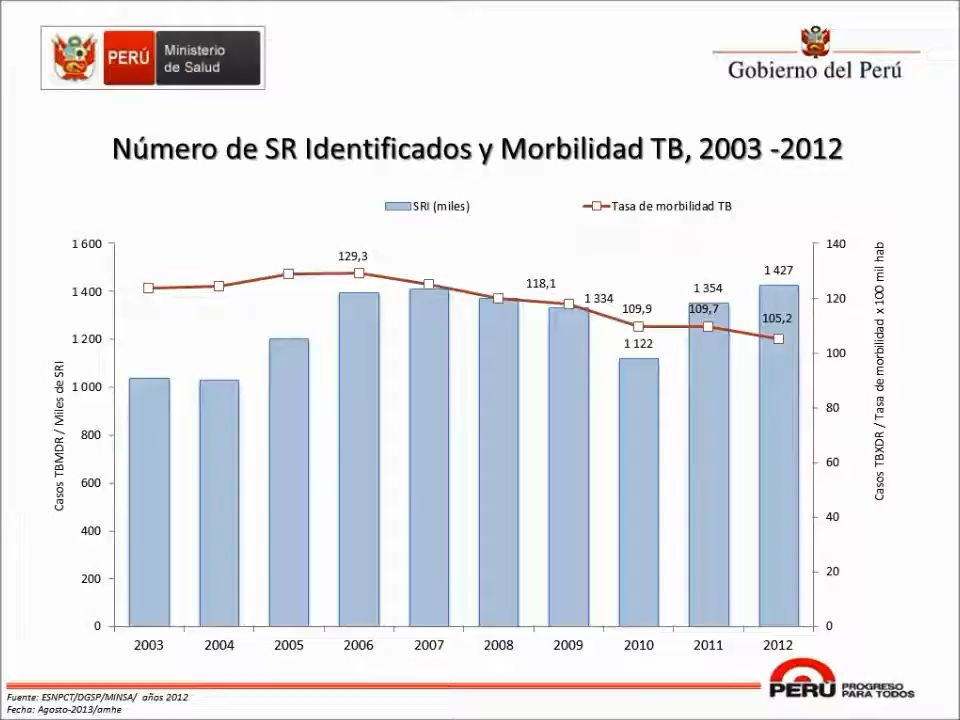 PERÚ
Ministerio
de Salud
Gobierno del Perú
Número de SR Identificados y Morbilidad TB, 2003 -2012
SRI (miles)
Tasa de morbilidad TB
Casos TBMDR / Miles de SRI
1 600
1 400
1 200
1 000
800
600
400
200
0
129,3
118,1
1 334
109,9
1 122
1 354
109,7
1 427
105,2
140
120
100
80
60
40
20
0
Casos TBXDR / Tasa de morbilidad x 100 mil hab
2003 2004 2005 2006 2007 2008 2009 2010 2011 2012
Fuente: ESNPCT/DGSP/MINSA/ años 2012
Fecha: Agosto-2013/amhe
PERÚ
PROGRESO
PARA TODOS